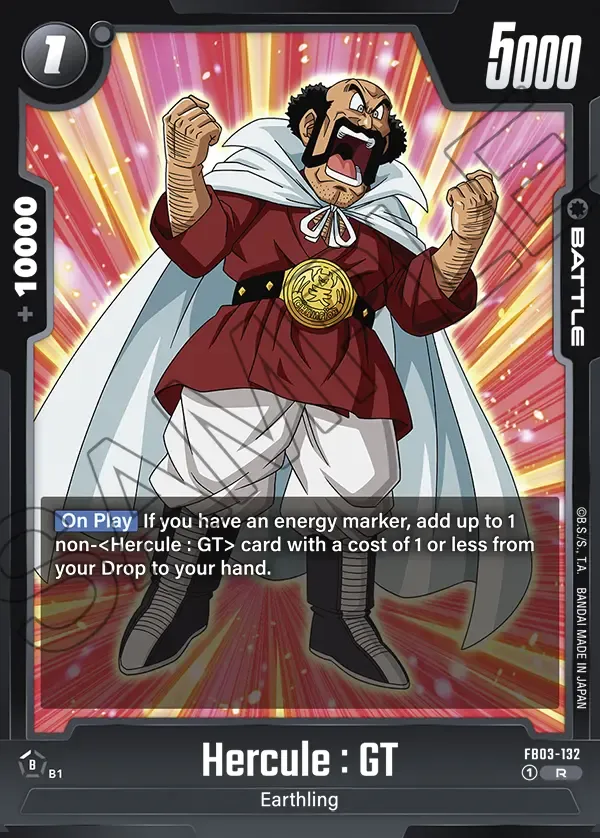 1
5000
+ 10000
BATTLE
CHAMPION
On Play If you have an energy marker, add up to 1
non-<Hercule : GT> card with a cost of 1 or less from
your Drop to your hand.
SAMPLE
©B.S./S., T.A. BANDAI MADE IN JAPAN
Hercule : GT
FB03-132
B
B1
1 R
Earthling